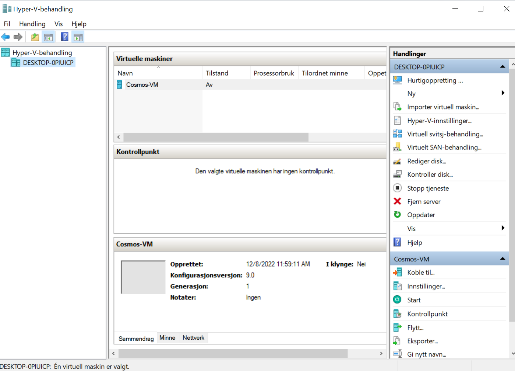 Hyper-V-behandling
Fil Handling Vis Hjelp
Hyper-V-behandling
DESKTOP-0PIUICP
Virtuelle maskiner
Navn Tilstand Prosessorbruk Tilordnet minne Oppet
Cosmos-VM Av
Kontrollpunkt
Den valgte virtuelle maskinen har ingen kontrollpunkt.
Cosmos-VM
Opprettet: 12/6/2022 11:59:11 AM I klynge: Nei
Konfigurasjonsversjon: 9.0
Generasjon: 1
Notater: Ingen
Sammendrag Minne Nettverk
Handlinger
DESKTOP-0PIUICP
Hurtigoppretting ...
Ny
Importer virtuell maskin...
Hyper-V-innstillinger...
Virtuell svitsj-behandling...
Virtuelt SAN-behandling...
Rediger disk...
Kontroller disk...
Stopp tjeneste
Fjern server
Oppdater
Vis
Hjelp
Cosmos-VM
Koble til...
Innstillinger...
Start
Kontrollpunkt
Flytt...
Eksporter...
Gi nytt navn...
DESKTOP-0PIUICP: Én virtuell maskin er valgt.